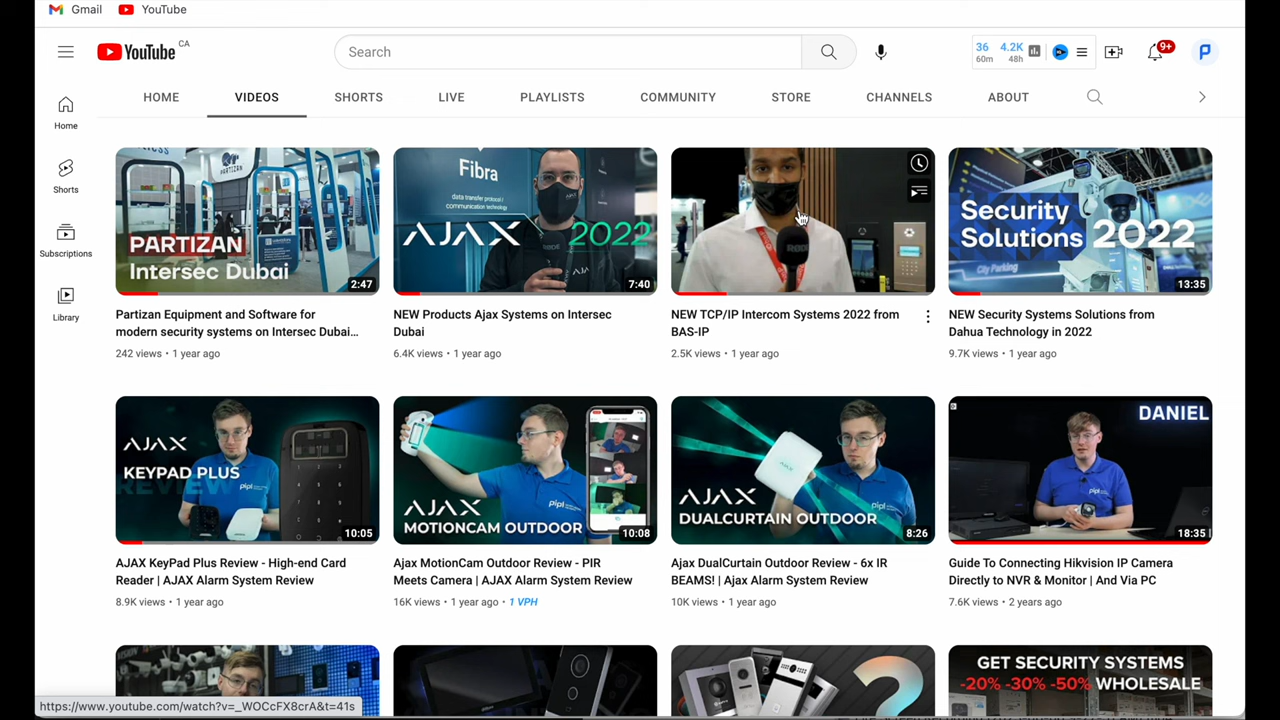 Gmail YouTube
YouTube CA
Search
36 4.2K
60m 48h
9+
HOME VIDEOS SHORTS LIVE PLAYLISTS COMMUNITY STORE CHANNELS ABOUT
Home
Shorts
Subscriptions
Library
PARTIZAN
Intersec Dubai
2:47
Partizan Equipment and Software for
modern security systems on Intersec Dubai...
242 views • 1 year ago
Fibra
data transfer protocol /
communication technology
AJAX 2022
7:40
NEW Products Ajax Systems on Intersec
Dubai
6.4K views • 1 year ago
RODE
NEW TCP/IP Intercom Systems 2022 from
BAS-IP
2.5K views • 1 year ago
Security
Solutions 2022
City Parking
13:35
NEW Security Systems Solutions from
Dahua Technology in 2022
9.7K views • 1 year ago
AJAX
KEYPAD PLUS
REVIEW
pipl
10:05
AJAX KeyPad Plus Review - High-end Card
Reader | AJAX Alarm System Review
8.9K views • 1 year ago
pipl
AJAX
MOTIONCAM OUTDOOR
10:08
Ajax MotionCam Outdoor Review - PIR
Meets Camera | AJAX Alarm System Review
16K views • 1 year ago • 1 VPH
AJAX
DUALCURTAIN OUTDOOR
pipl
8:26
Ajax DualCurtain Outdoor Review - 6x IR
BEAMS! | Ajax Alarm System Review
10K views • 1 year ago
DANIEL
pipl
18:35
Guide To Connecting Hikvision IP Camera
Directly to NVR & Monitor | And Via PC
7.6K views • 2 years ago
?
GET SECURITY SYSTEMS
-20% -30% -50% WHOLESALE
https://www.youtube.com/watch?v=_WOCcFX8crA&t=41s